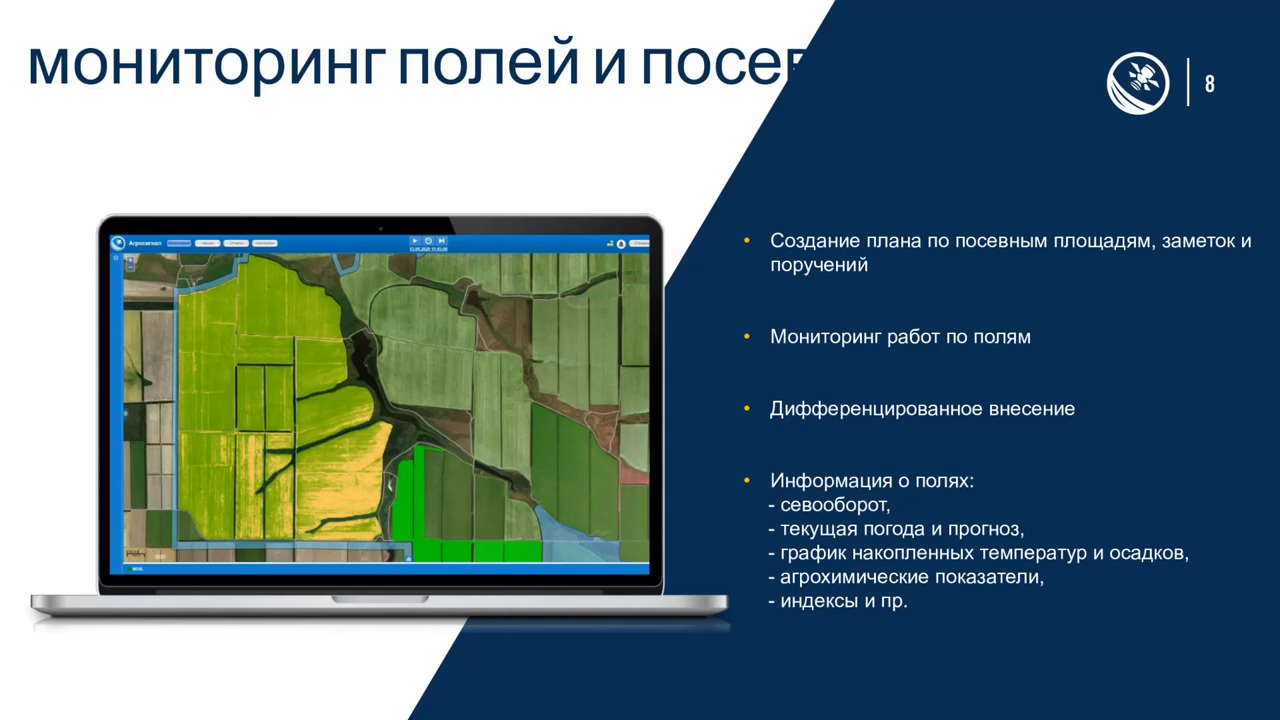 мониторинг полей и посев
8
Агросигнал
• Создание плана по посевным площадям, заметок и
поручений
• Мониторинг работ по полям
• Дифференцированное внесение
• Информация о полях:
- севооборот,
- текущая погода и прогноз,
- график накопленных температур и осадков,
- агрохимические показатели,
- индексы и пр.